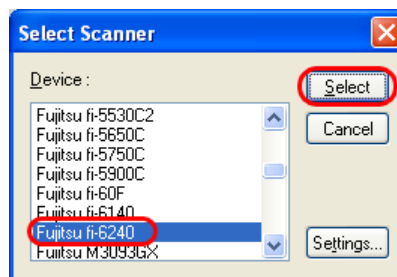 Select Scanner
Device :
Select
Cancel
Fujitsu fi-5530C2
Fujitsu fi-5650C
Fujitsu fi-5750C
Fujitsu fi-5900C
Fujitsu fi-60F
Fujitsu fi-6140
Fujitsu fi-6240
Fujitsu M3093GX
Settings...